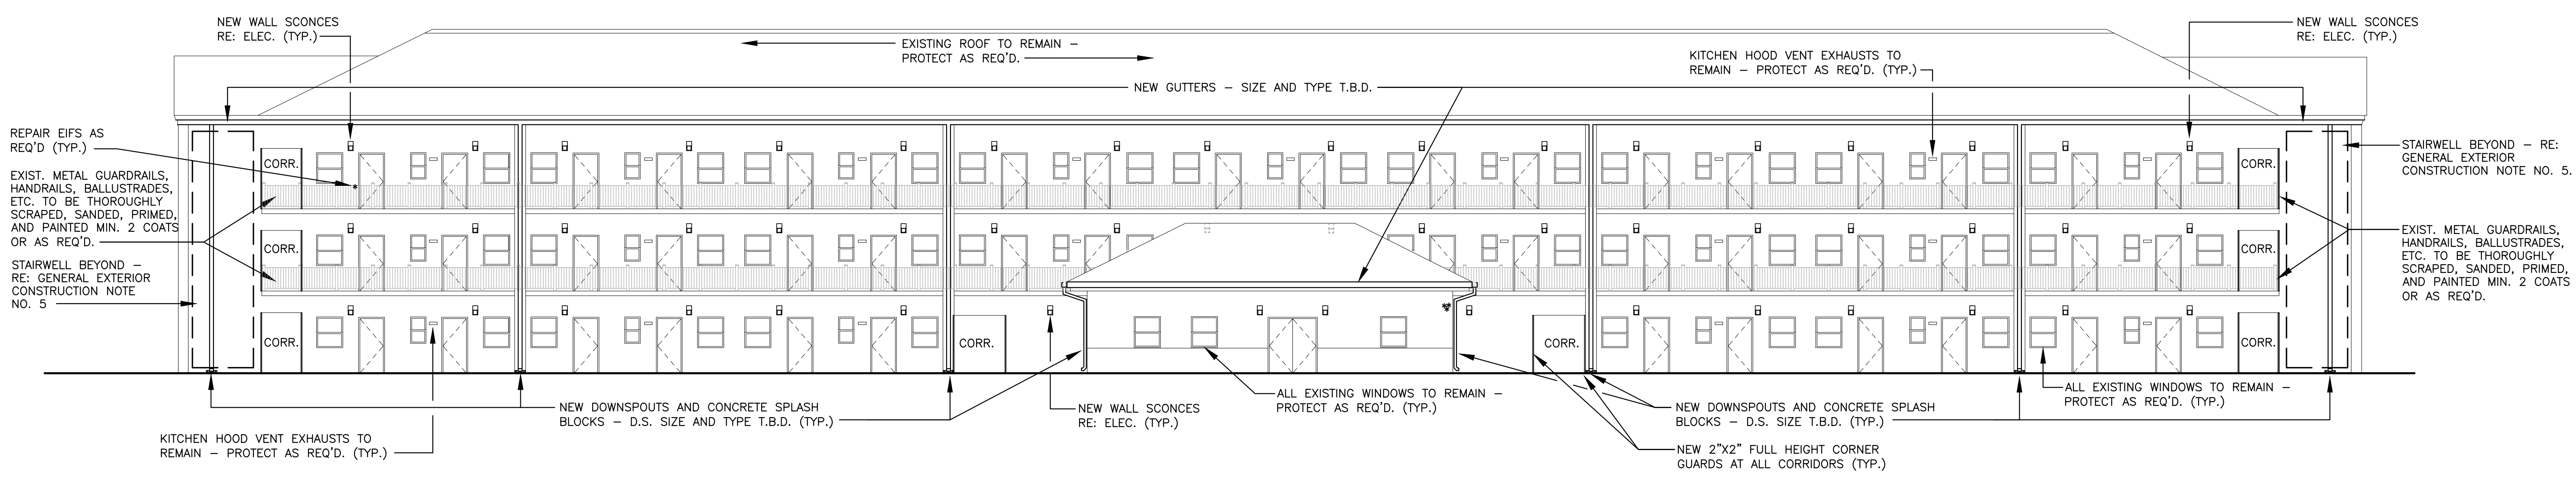 NEW WALL SCONCES
RE: ELEC. (TYP.)
EXISTING ROOF TO REMAIN –
PROTECT AS REQ'D.
KITCHEN HOOD VENT EXHAUSTS TO
REMAIN – PROTECT AS REQ'D. (TYP.)
NEW WALL SCONCES
RE: ELEC. (TYP.)
NEW GUTTERS – SIZE AND TYPE T.B.D.
REPAIR EIFS AS
REQ'D (TYP.)
EXIST. METAL GUARDRAILS,
HANDRAILS, BALLUSTRADES,
ETC. TO BE THOROUGHLY
SCRAPED, SANDED, PRIMED,
AND PAINTED MIN. 2 COATS
OR AS REQ'D.
STAIRWELL BEYOND –
RE: GENERAL EXTERIOR
CONSTRUCTION NOTE
NO. 5
CORR.
*
CORR.
CORR.
CORR.
**
CORR.
CORR.
CORR.
CORR.
STAIRWELL BEYOND – RE:
GENERAL EXTERIOR
CONSTRUCTION NOTE NO. 5.
EXIST. METAL GUARDRAILS,
HANDRAILS, BALLUSTRADES,
ETC. TO BE THOROUGHLY
SCRAPED, SANDED, PRIMED,
AND PAINTED MIN. 2 COATS
OR AS REQ'D.
KITCHEN HOOD VENT EXHAUSTS TO
REMAIN – PROTECT AS REQ'D. (TYP.)
NEW DOWNSPOUTS AND CONCRETE SPLASH
BLOCKS – D.S. SIZE AND TYPE T.B.D. (TYP.)
NEW WALL SCONCES
RE: ELEC. (TYP.)
ALL EXISTING WINDOWS TO REMAIN –
PROTECT AS REQ'D. (TYP.)
NEW DOWNSPOUTS AND CONCRETE SPLASH
BLOCKS – D.S. SIZE T.B.D. (TYP.)
NEW 2"X2" FULL HEIGHT CORNER
GUARDS AT ALL CORRIDORS (TYP.)
ALL EXISTING WINDOWS TO REMAIN –
PROTECT AS REQ'D. (TYP.)